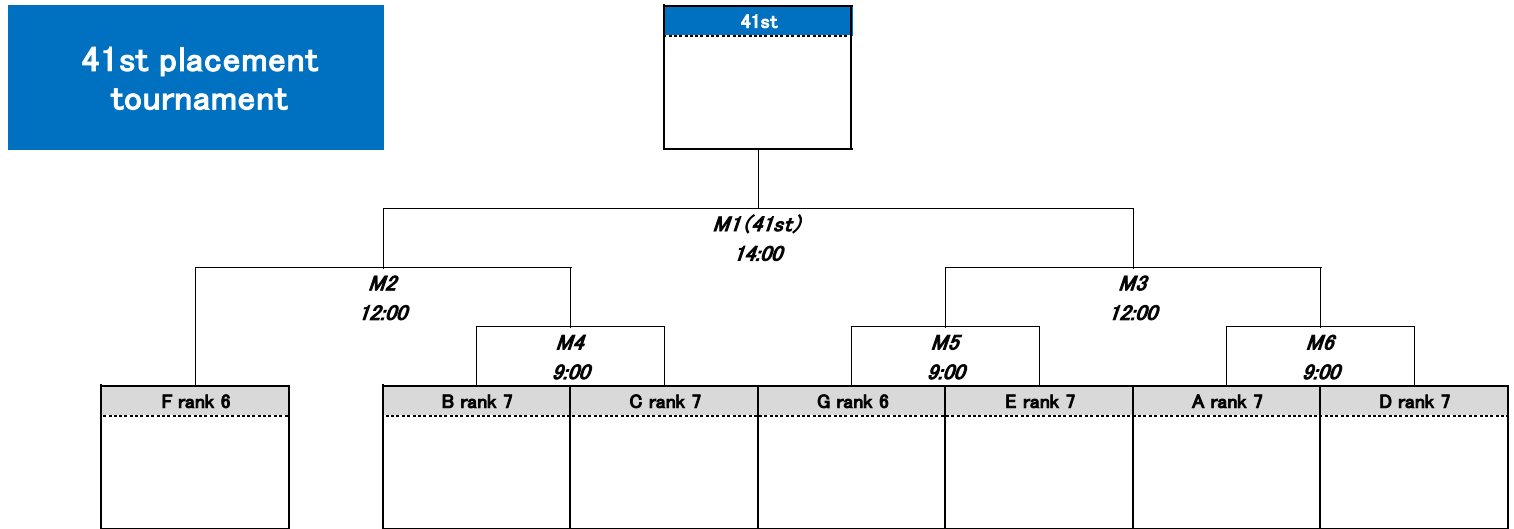 41st placement
tournament
41st
M1(41st)
14:00
M2
12:00
M3
12:00
M4
9:00
M5
9:00
M6
9:00
F rank 6
B rank 7
C rank 7
G rank 6
E rank 7
A rank 7
D rank 7